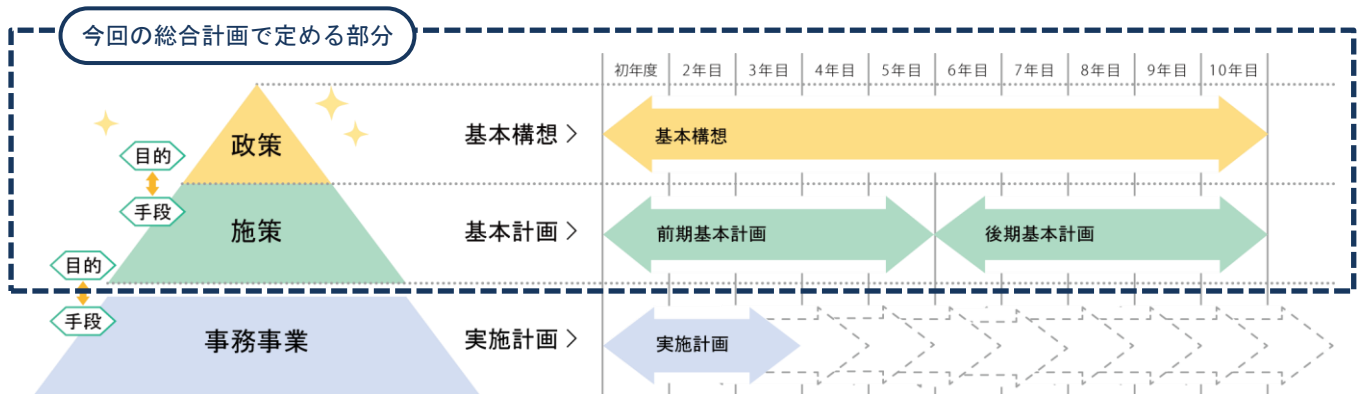 今回の総合計画で定める部分
初年度 2年目 3年目 4年目 5年目 6年目 7年目 8年目 9年目 10年目
政策
基本構想 >
基本構想
目的
手段
施策
基本計画 >
前期基本計画
後期基本計画
目的
手段
事務事業
実施計画 >
実施計画